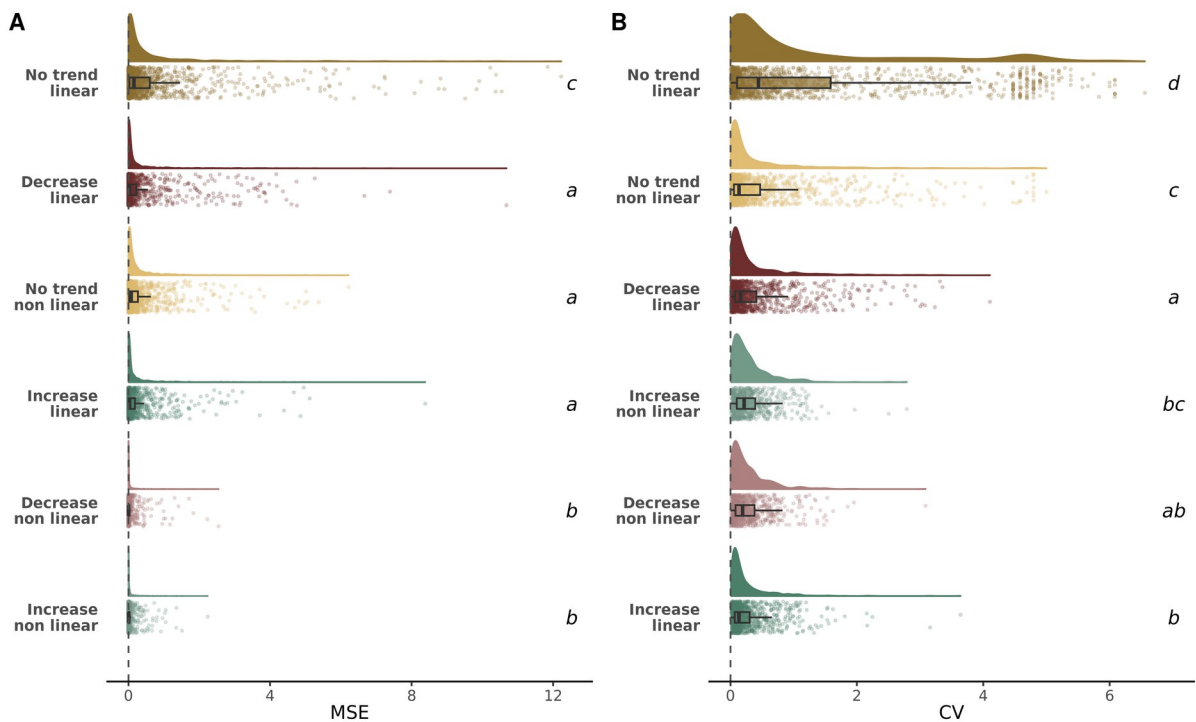 A
No trend
linear
c
Decrease
linear
a
No trend
non linear
a
Increase
linear
a
Decrease
non linear
b
Increase
non linear
b
0
4
8
12
MSE
B
No trend
linear
d
No trend
non linear
c
Decrease
linear
a
Increase
non linear
bc
Decrease
non linear
ab
Increase
linear
b
0
2
4
6
CV